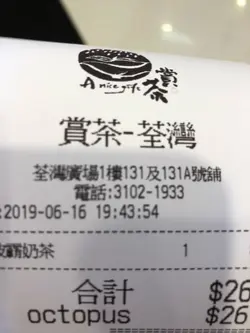 A nice gift 賞茶
賞茶-荃灣
荃灣廣場1樓131及131A號舖
電話:3102-1933
:2019-06-16 19:43:54
霸奶茶 1
合計 $26
octopus $26